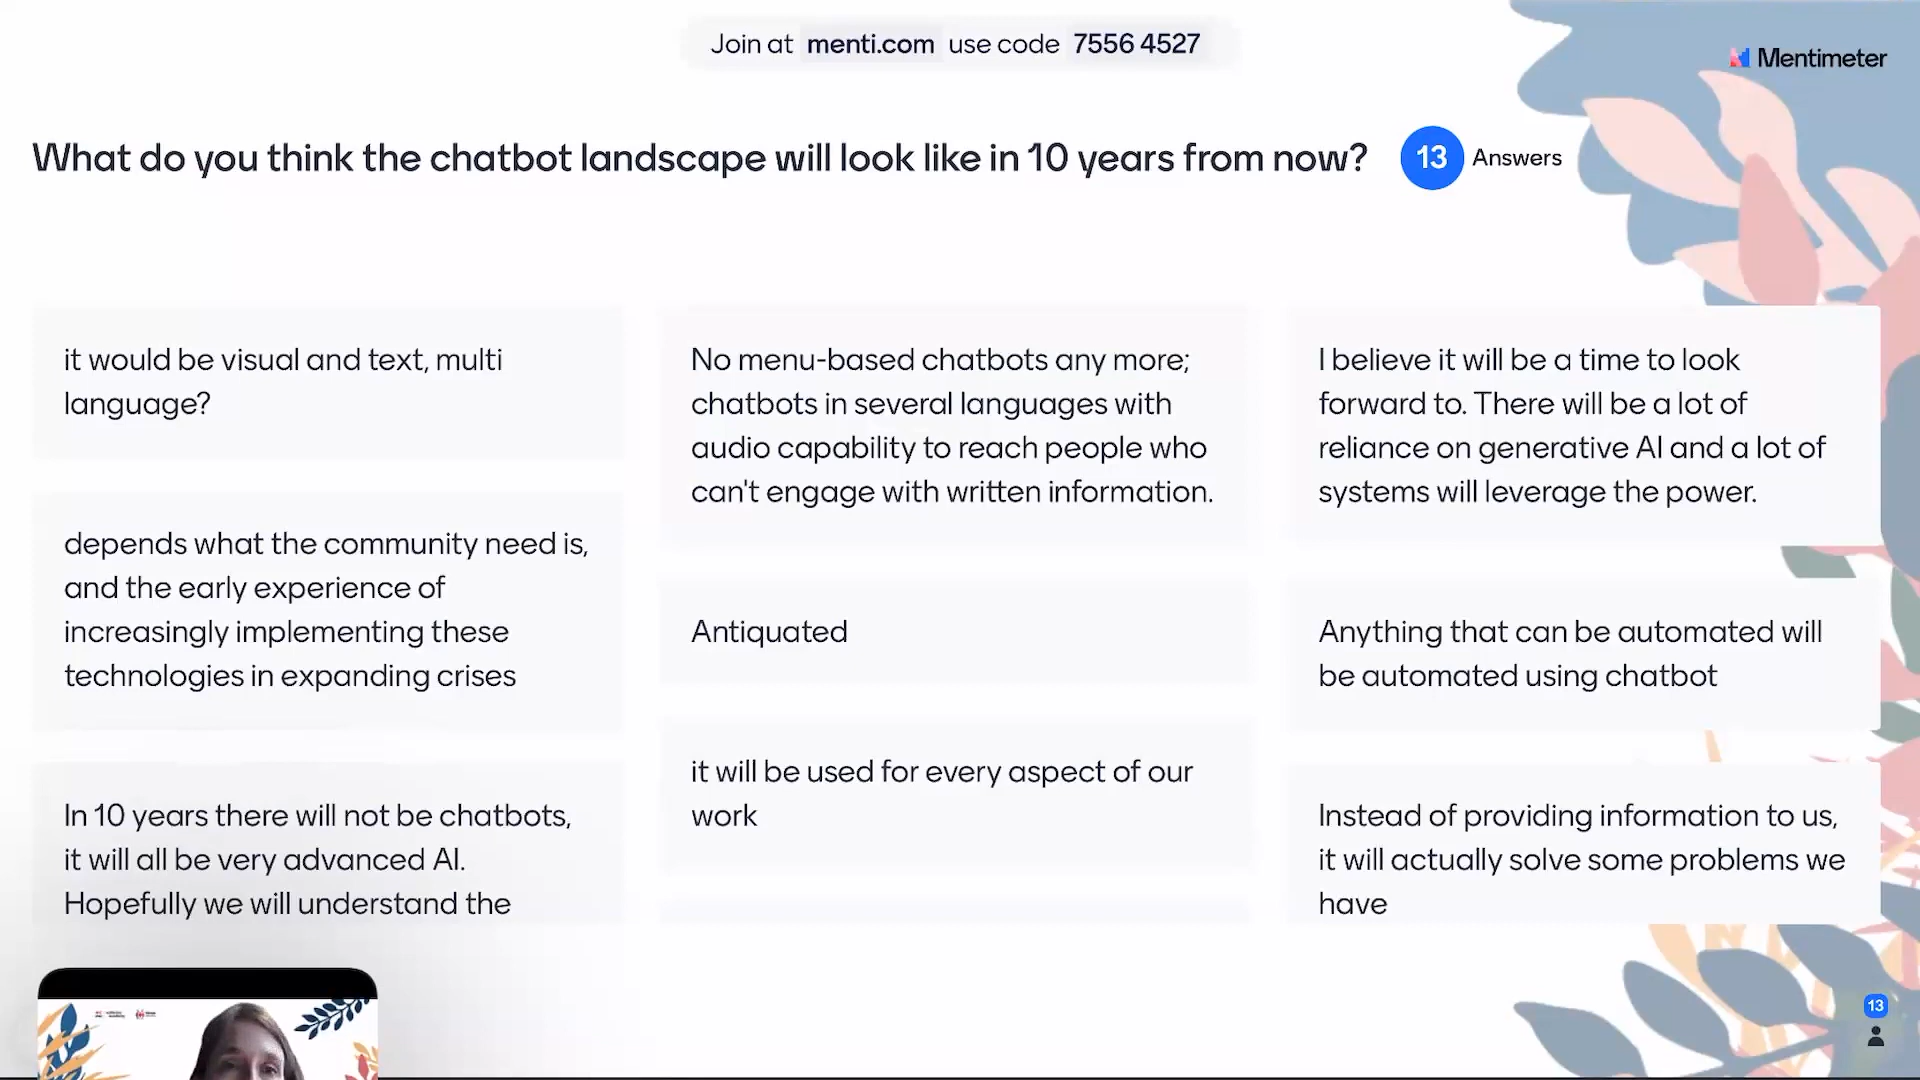 Join at menti.com use code 7556 4527
Mentimeter
What do you think the chatbot landscape will look like in 10 years from now?
13 Answers
it would be visual and text, multi
language?
depends what the community need is,
and the early experience of
increasingly implementing these
technologies in expanding crises
In 10 years there will not be chatbots,
it will all be very advanced AI.
Hopefully we will understand the
No menu-based chatbots any more;
chatbots in several languages with
audio capability to reach people who
can't engage with written information.
Antiquated
it will be used for every aspect of our
work
I believe it will be a time to look
forward to. There will be a lot of
reliance on generative AI and a lot of
systems will leverage the power.
Anything that can be automated will
be automated using chatbot
Instead of providing information to us,
it will actually solve some problems we
have
13